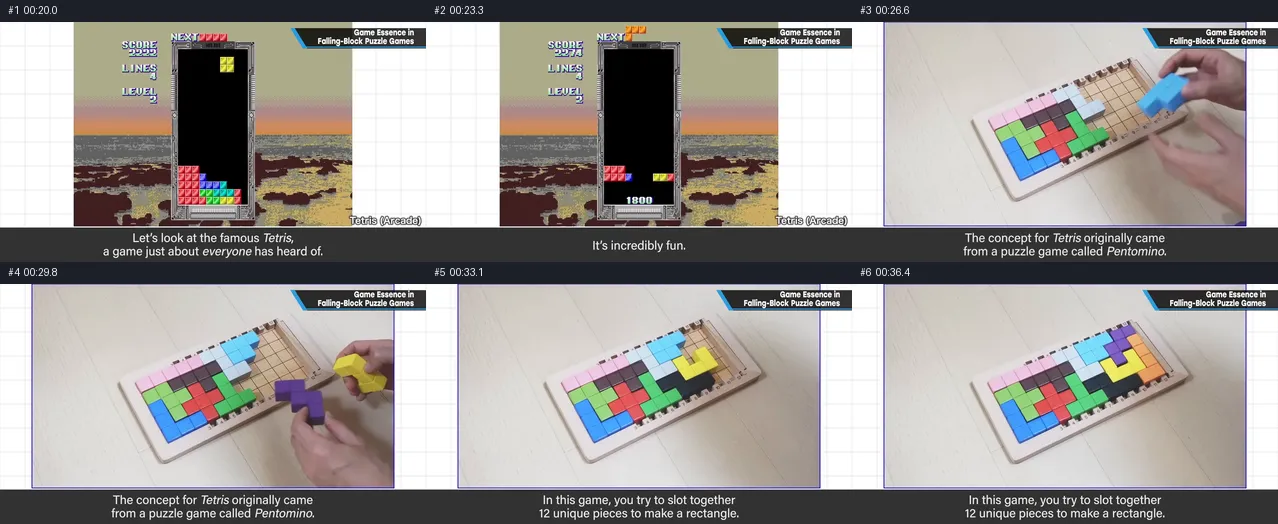 #1 00:20.0
Game Essence in
Falling-Block Puzzle Games
NEXT
SCORE
2222
LINES
4
LEVEL
2
Tetris (Arcade)
Let's look at the famous Tetris,
a game just about everyone has heard of.
#2 00:23.3
Game Essence in
Falling-Block Puzzle Games
NEXT
SCORE
2274
LINES
4
LEVEL
2
1800
Tetris (Arcade)
It's incredibly fun.
#3 00:26.6
Game Essence in
Falling-Block Puzzle Games
The concept for Tetris originally came
from a puzzle game called Pentomino.
#4 00:29.8
Game Essence in
Falling-Block Puzzle Games
The concept for Tetris originally came
from a puzzle game called Pentomino.
#5 00:33.1
Game Essence in
Falling-Block Puzzle Games
In this game, you try to slot together
12 unique pieces to make a rectangle.
#6 00:36.4
Game Essence in
Falling-Block Puzzle Games
In this game, you try to slot together
12 unique pieces to make a rectangle.